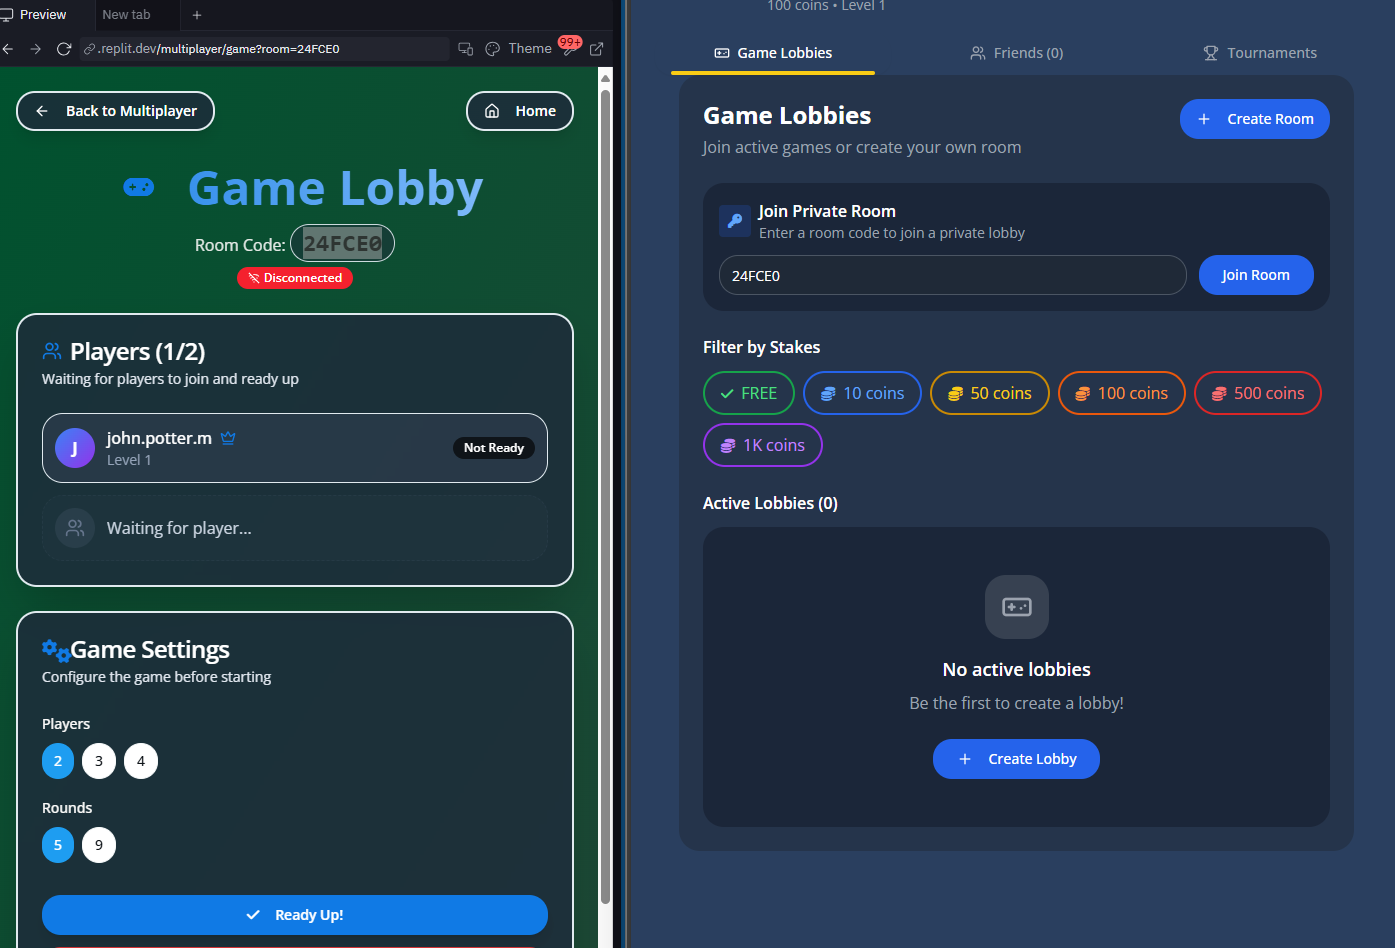 Preview
New tab
.replit.dev/multiplayer/game?room=24FCE0
Theme
99+
Back to Multiplayer
Home
Game Lobby
Room Code: 24FCE0
Disconnected
Players (1/2)
Waiting for players to join and ready up
J
john.potter.m
Level 1
Not Ready
Waiting for player...
Game Settings
Configure the game before starting
Players
2 3 4
Rounds
5 9
Ready Up!
100 coins • Level 1
Game Lobbies
Friends (0)
Tournaments
Game Lobbies
Join active games or create your own room
Create Room
Join Private Room
Enter a room code to join a private lobby
24FCE0
Join Room
Filter by Stakes
FREE
10 coins
50 coins
100 coins
500 coins
1K coins
Active Lobbies (0)
No active lobbies
Be the first to create a lobby!
Create Lobby